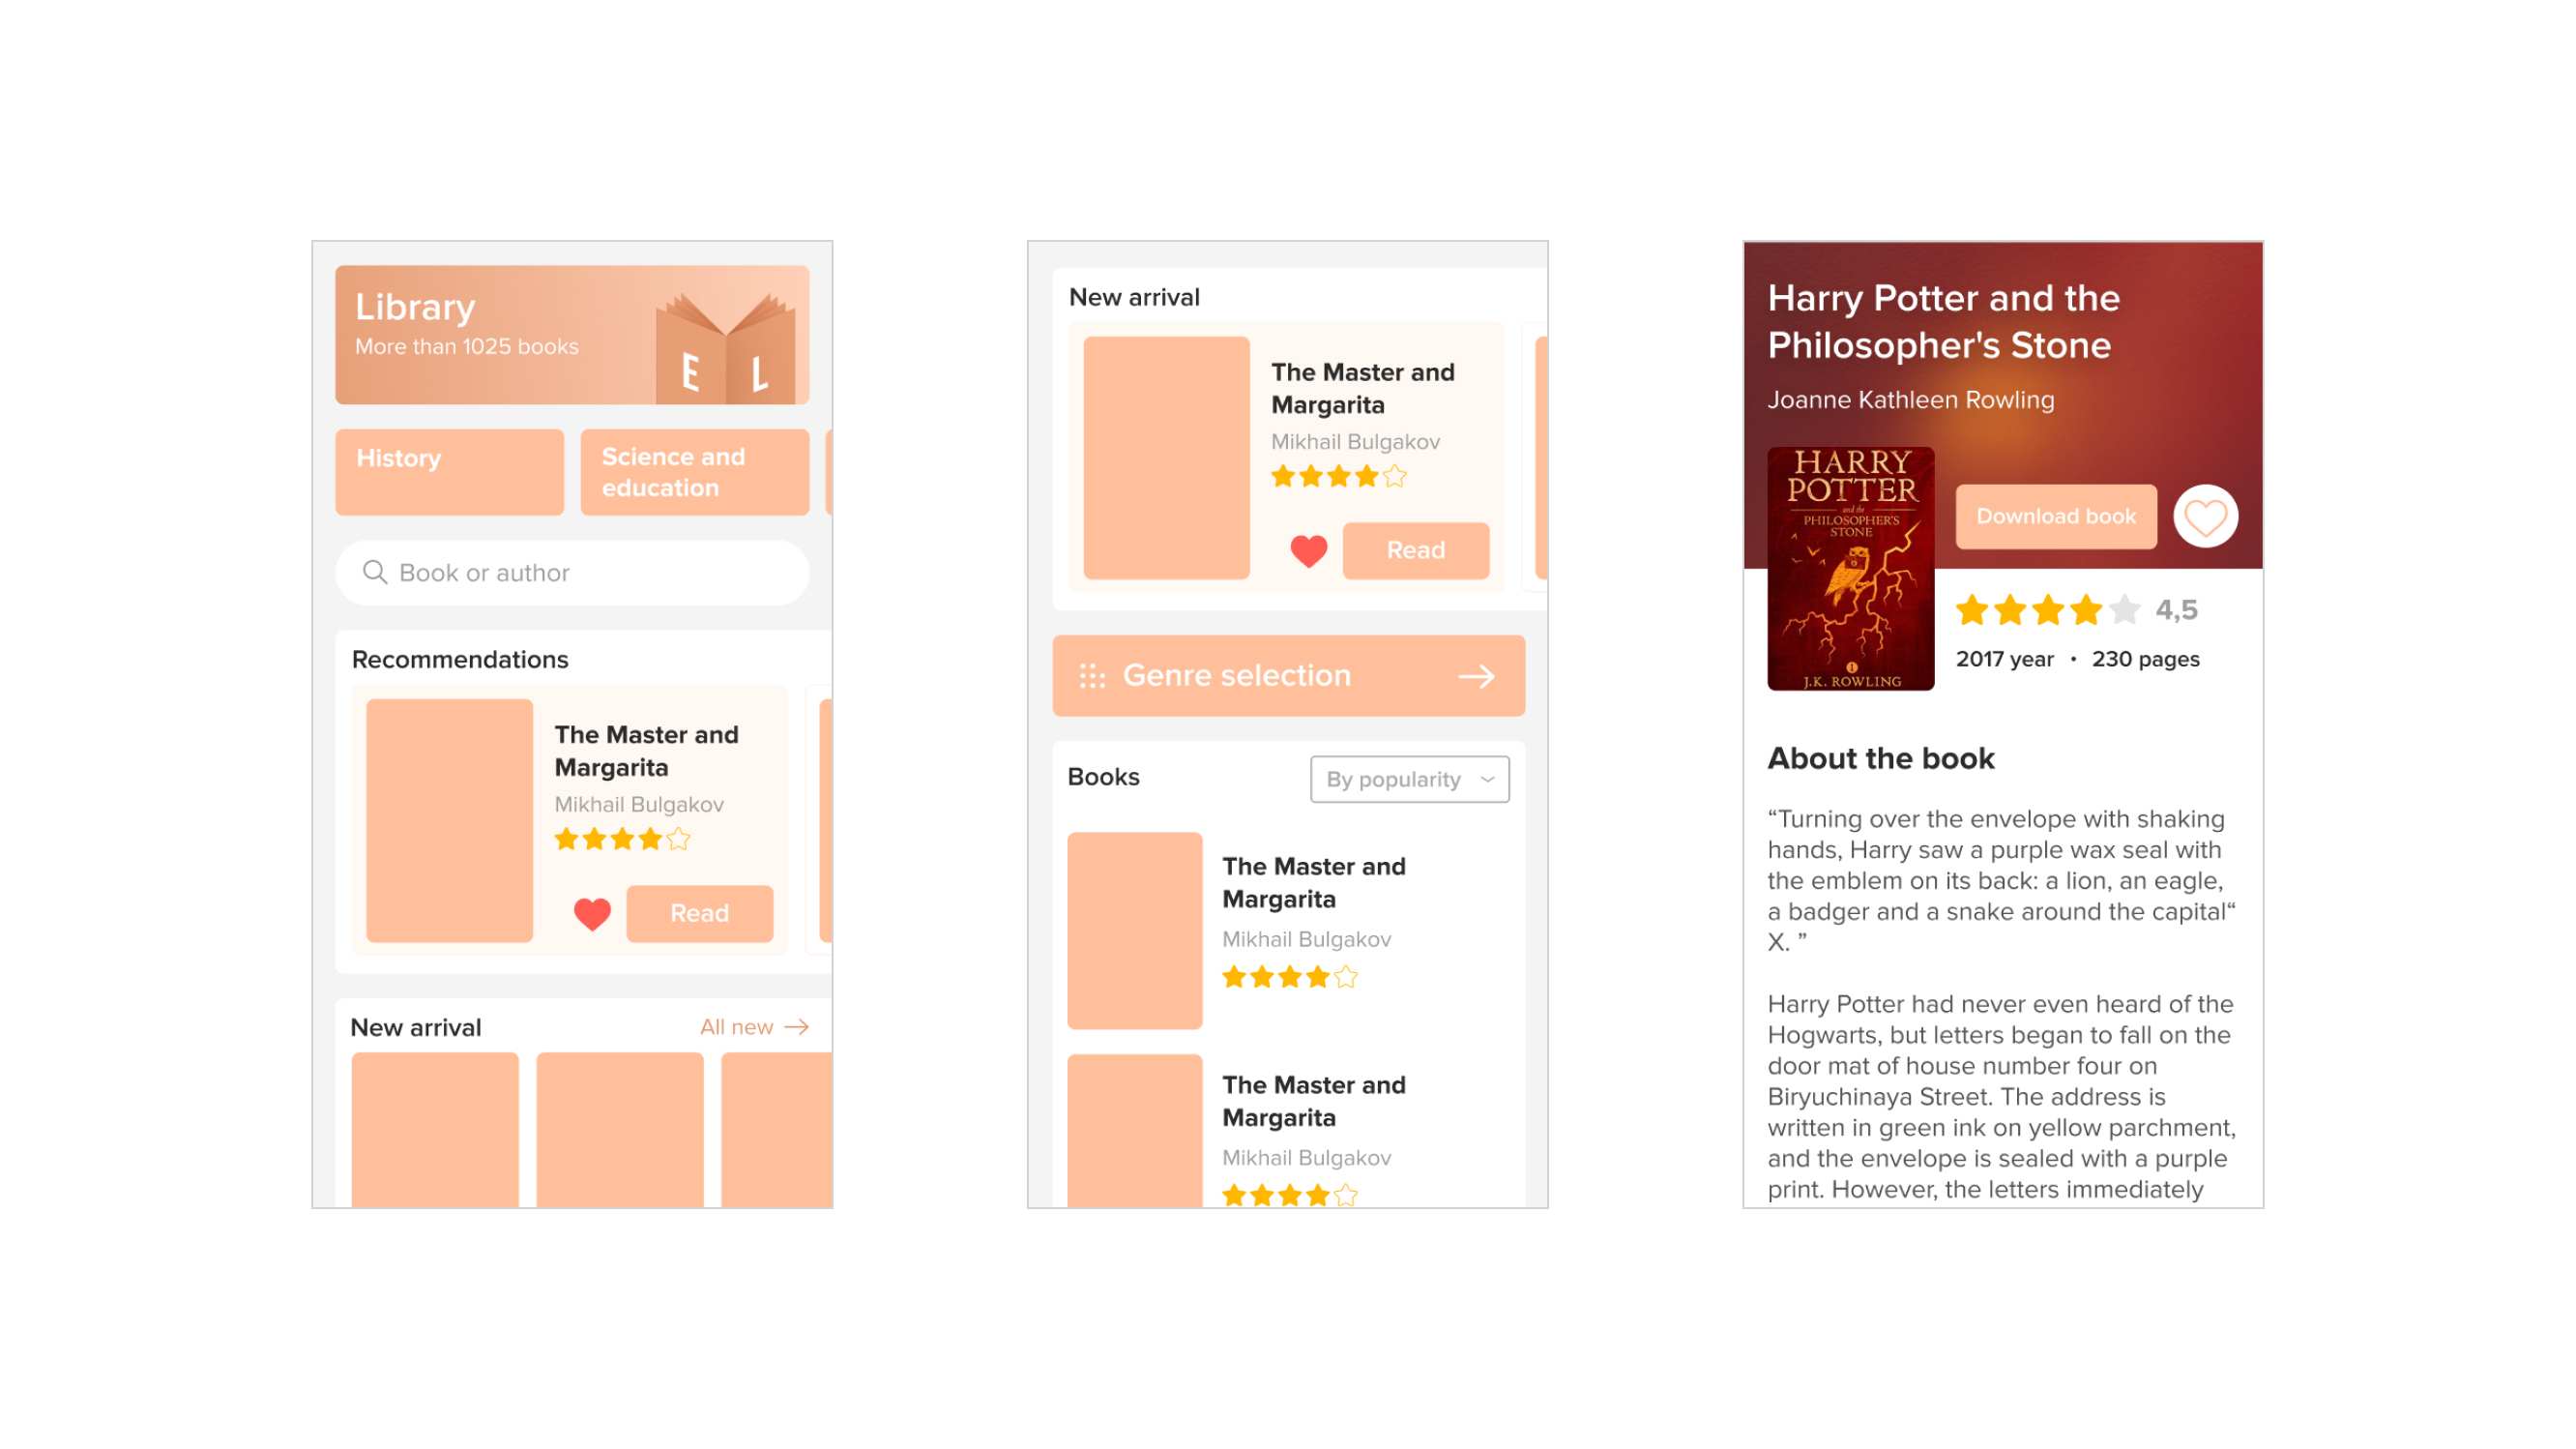 Library
More than 1025 books
E L
History
Science and
education
Book or author
Recommendations
The Master and
Margarita
Mikhail Bulgakov
Read
New arrival
All new
New arrival
The Master and
Margarita
Mikhail Bulgakov
Read
Genre selection
Books
By popularity
The Master and
Margarita
Mikhail Bulgakov
The Master and
Margarita
Mikhail Bulgakov
Harry Potter and the
Philosopher's Stone
Joanne Kathleen Rowling
HARRY
POTTER
and the
PHILOSOPHER'S
STONE
1
J.K. ROWLING
Download book
4,5
2017 year • 230 pages
About the book
“Turning over the envelope with shaking
hands, Harry saw a purple wax seal with
the emblem on its back: a lion, an eagle,
a badger and a snake around the capital“
X. ”
Harry Potter had never even heard of the
Hogwarts, but letters began to fall on the
door mat of house number four on
Biryuchinaya Street. The address is
written in green ink on yellow parchment,
and the envelope is sealed with a purple
print. However, the letters immediately